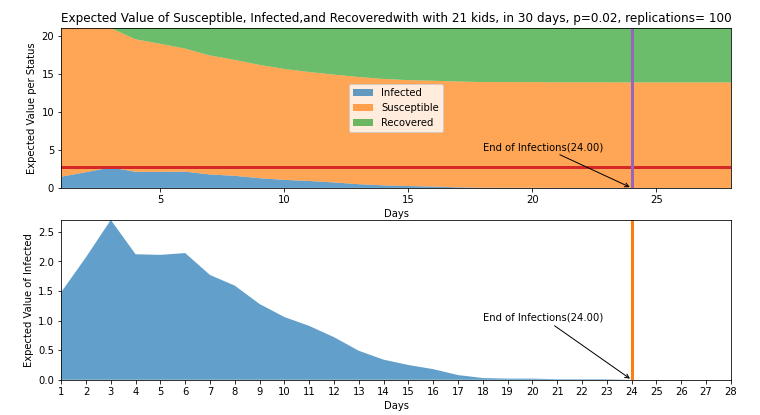 Expected Value of Susceptible, Infected,and Recoveredwith with 21 kids, in 30 days, p=0.02, replications= 100
Expected Value per Status
20
15
10
5
0
Infected
Susceptible
Recovered
End of Infections(24.00)
5 10 15 20 25
Days
Expected Value of Infected
2.5
2.0
1.5
1.0
0.5
0.0
End of Infections(24.00)
1 2 3 4 5 6 7 8 9 10 11 12 13 14 15 16 17 18 19 20 21 22 23 24 25 26 27 28
Days